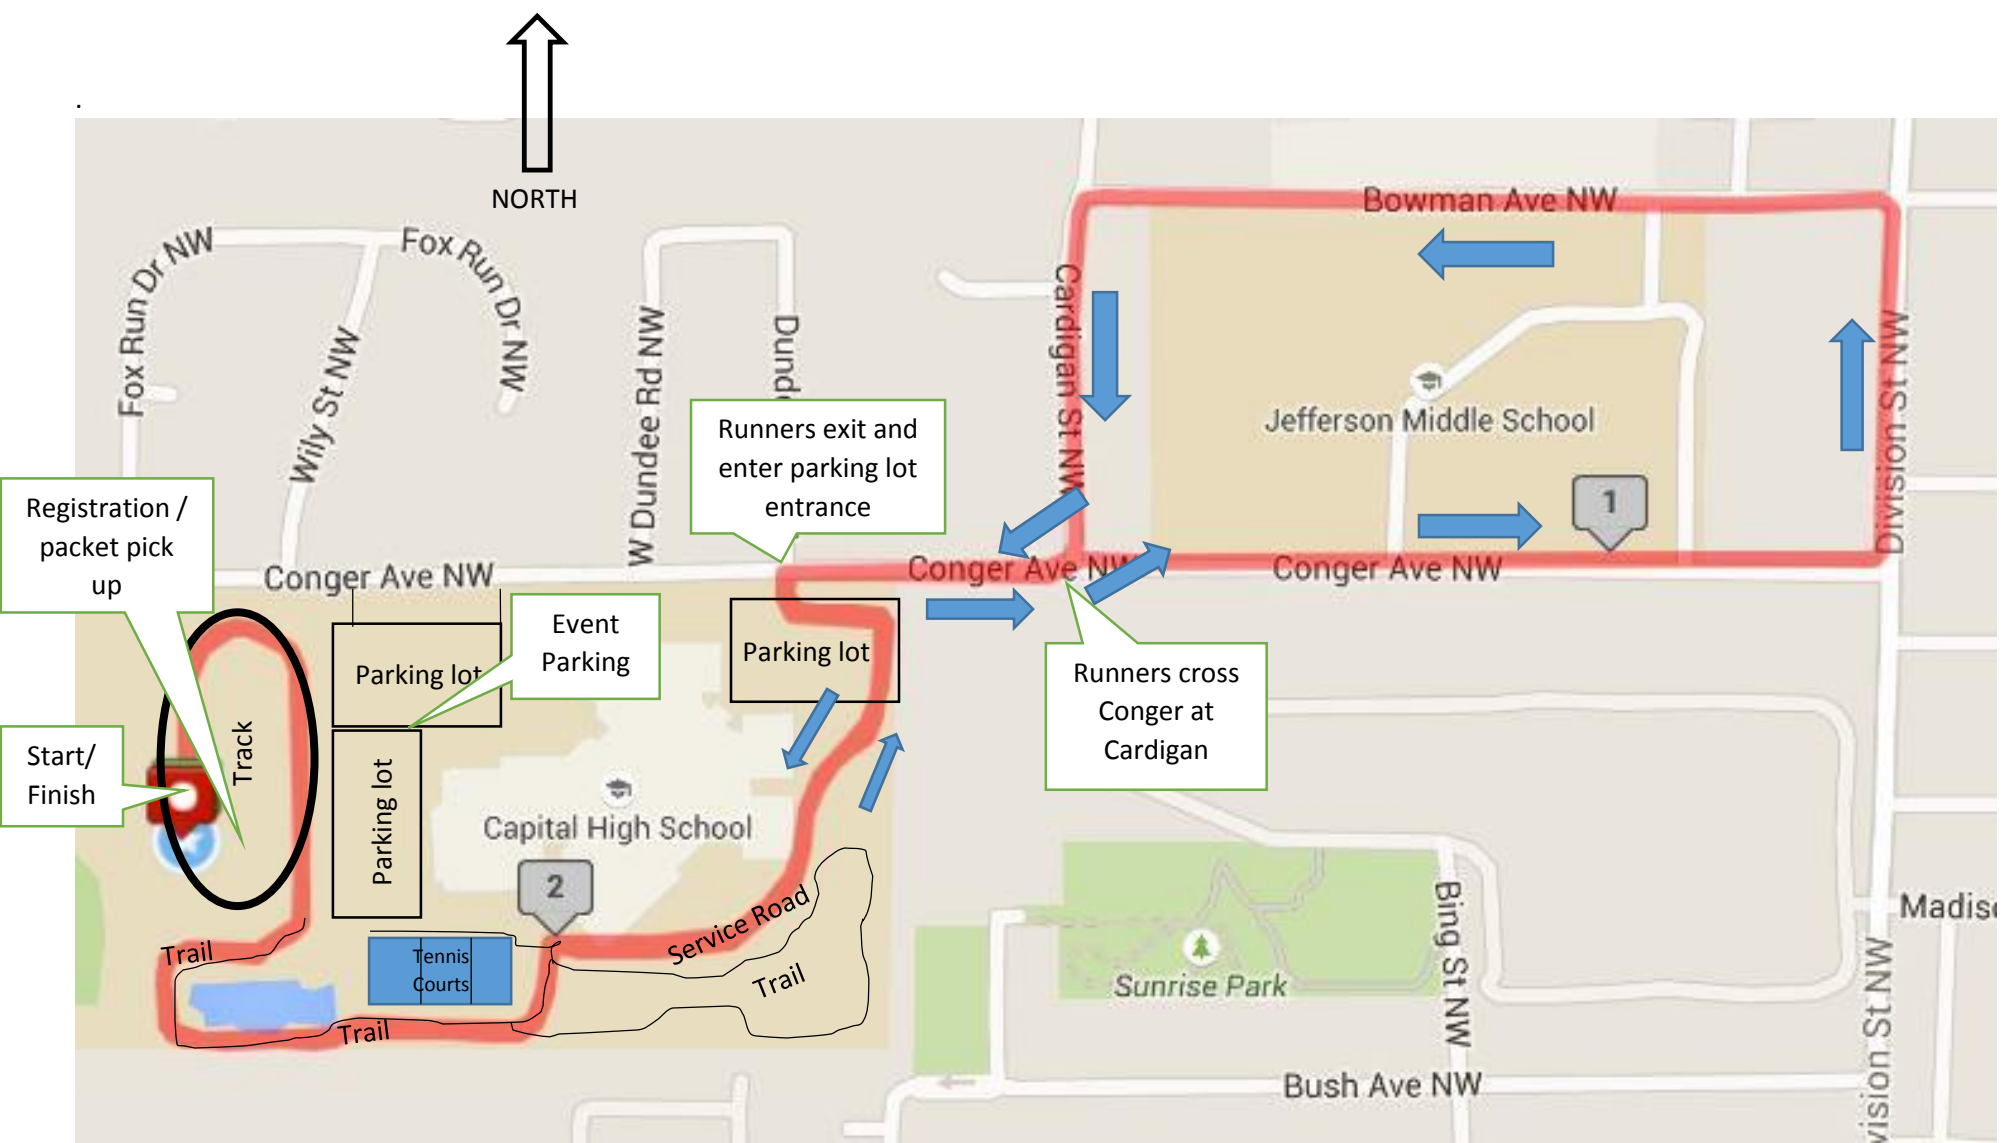 .
NORTH
Bowman Ave NW
Fox Run Dr NW
Fox Run Dr NW
Wily St NW
W Dundee Rd NW
Dund
Cardigan St NW
Division St NW
Jefferson Middle School
Runners exit and
enter parking lot
entrance
1
Registration /
packet pick
up
Conger Ave NW
Conger Ave NW
Conger Ave NW
Event
Parking
Parking lot
Parking lot
Runners cross
Conger at
Cardigan
Start/
Finish
Track
Parking lot
Capital High School
2
Service Road
Trail
Tennis
Courts
Trail
Trail
Sunrise Park
Bing St NW
Madis
Division St NW
Bush Ave NW